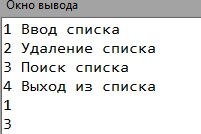 Окно вывода
1 Ввод списка
2 Удаление списка
3 Поиск списка
4 Выход из списка
1
3